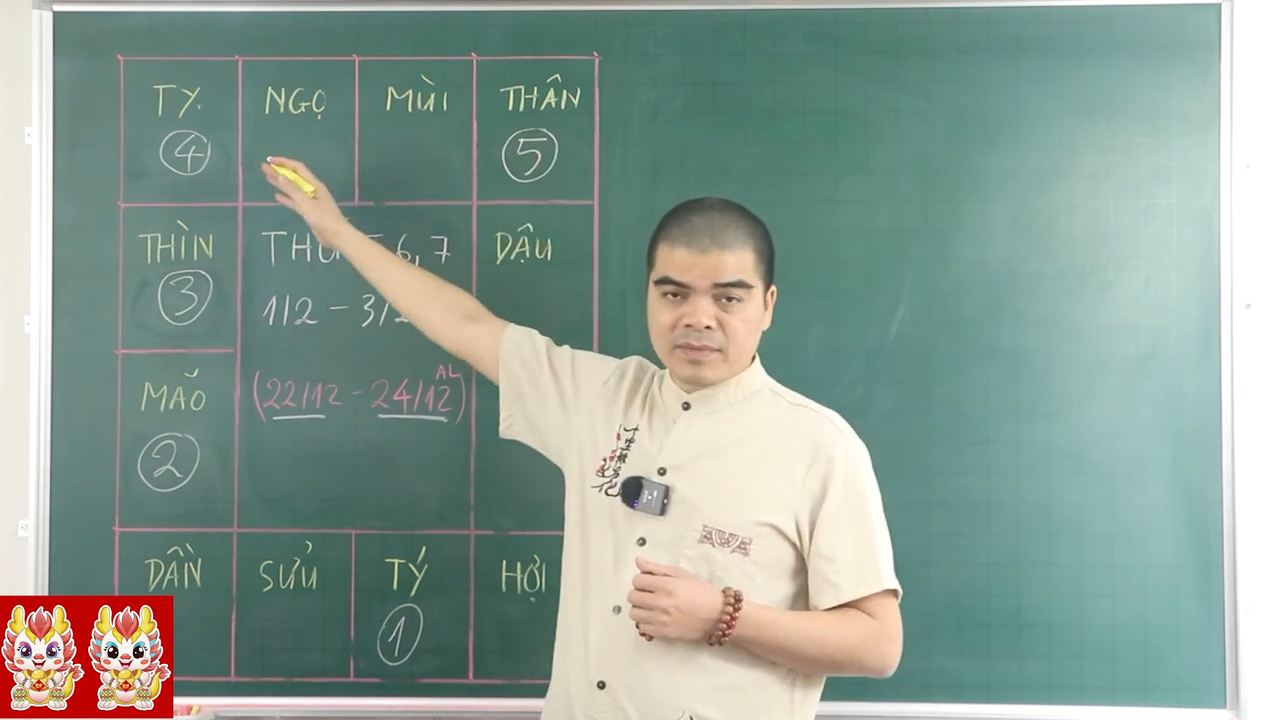 TỴ. NGỌ MÙI THÂN
4 5
THÌN THỨ 6, 7 DẬU
3
1/2 - 3/
MÃO (22/12 - 24/12 AL)
2
DẦN SỬU TÝ HỢI
1